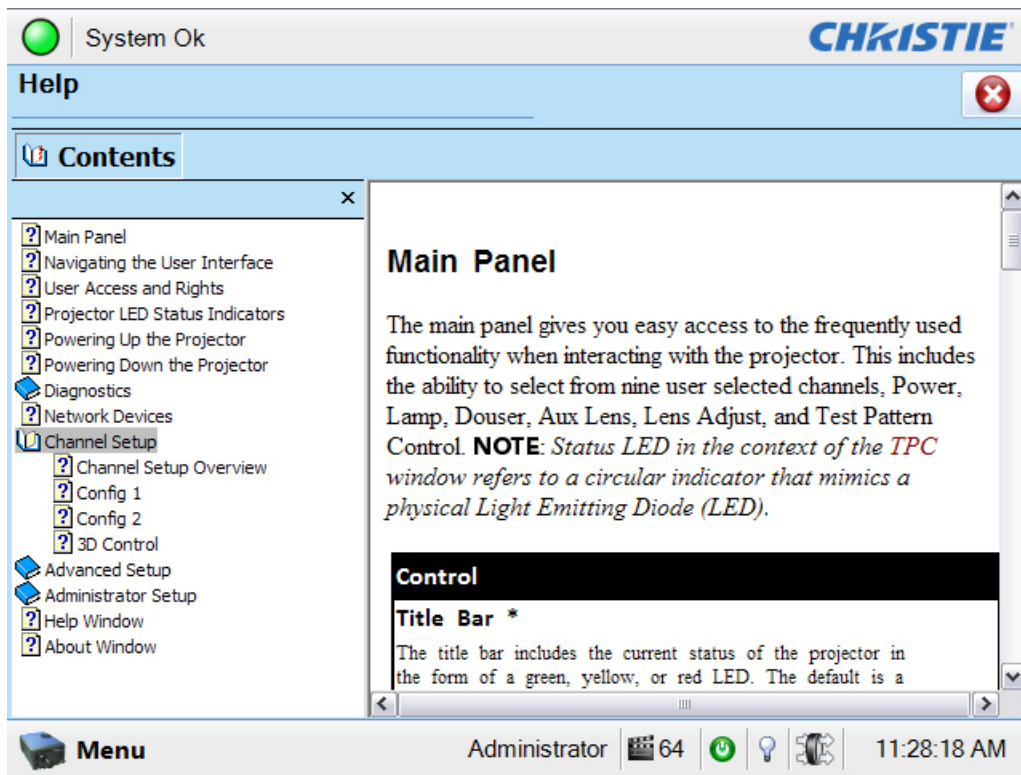 System Ok
CHRISTIE
Help
Contents
×
Main Panel
Navigating the User Interface
User Access and Rights
Projector LED Status Indicators
Powering Up the Projector
Powering Down the Projector
Diagnostics
Network Devices
Channel Setup
Channel Setup Overview
Config 1
Config 2
3D Control
Advanced Setup
Administrator Setup
Help Window
About Window
Main Panel
The main panel gives you easy access to the frequently used
functionality when interacting with the projector. This includes
the ability to select from nine user selected channels, Power,
Lamp, Douser, Aux Lens, Lens Adjust, and Test Pattern
Control. NOTE: Status LED in the context of the TPC
window refers to a circular indicator that mimics a
physical Light Emitting Diode (LED).
Control
Title Bar *
The title bar includes the current status of the projector in
the form of a green, yellow, or red LED. The default is a
Menu
Administrator 64 11:28:18 AM